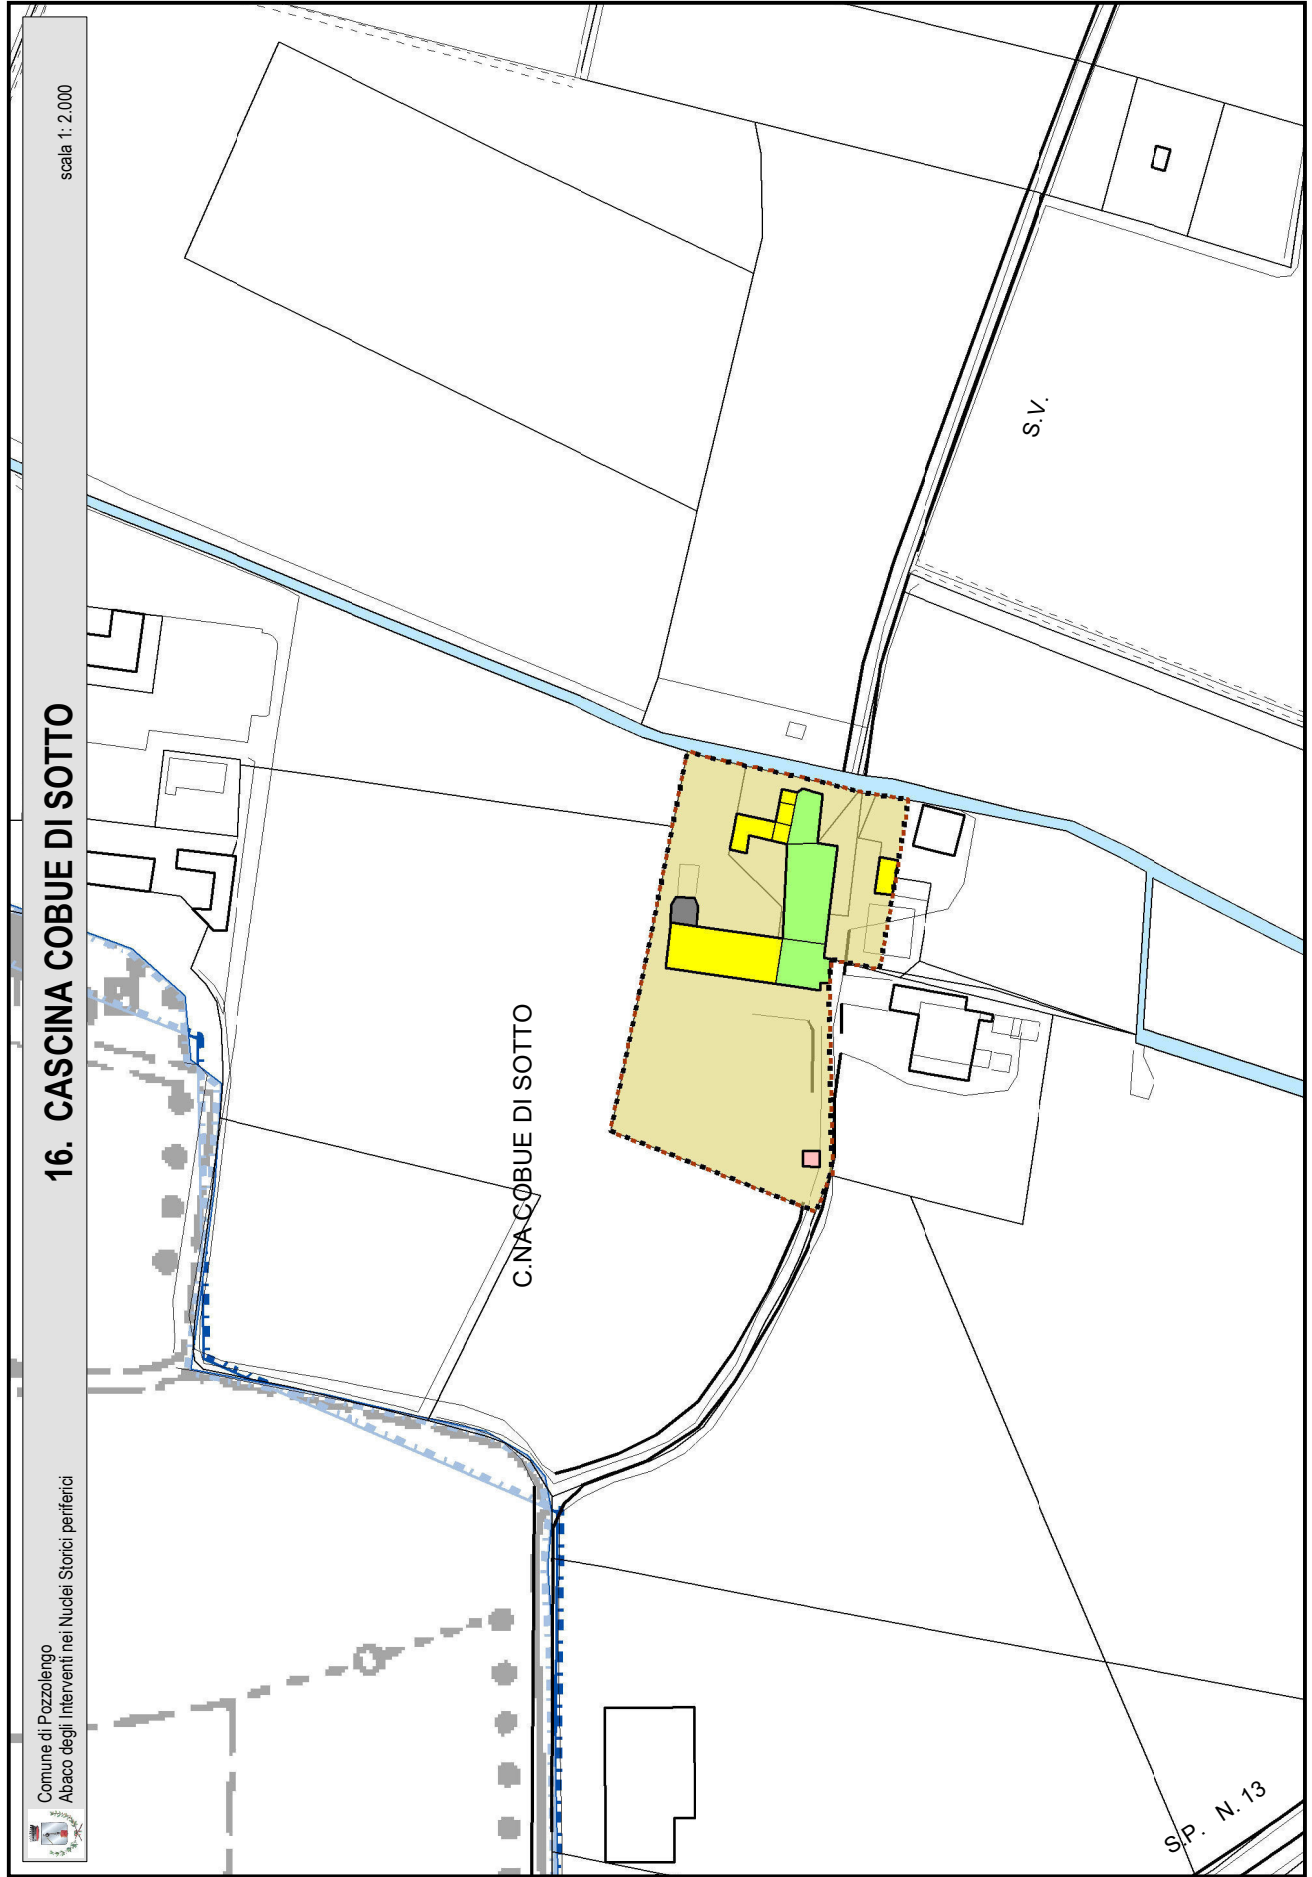 Comune di Pozzolengo
Abaco degli Interventi nei Nuclei Storici periferici
16. CASCINA COBUE DI SOTTO
scala 1: 2.000
C.NA COBUE DI SOTTO
S.V.
S.P. N. 13